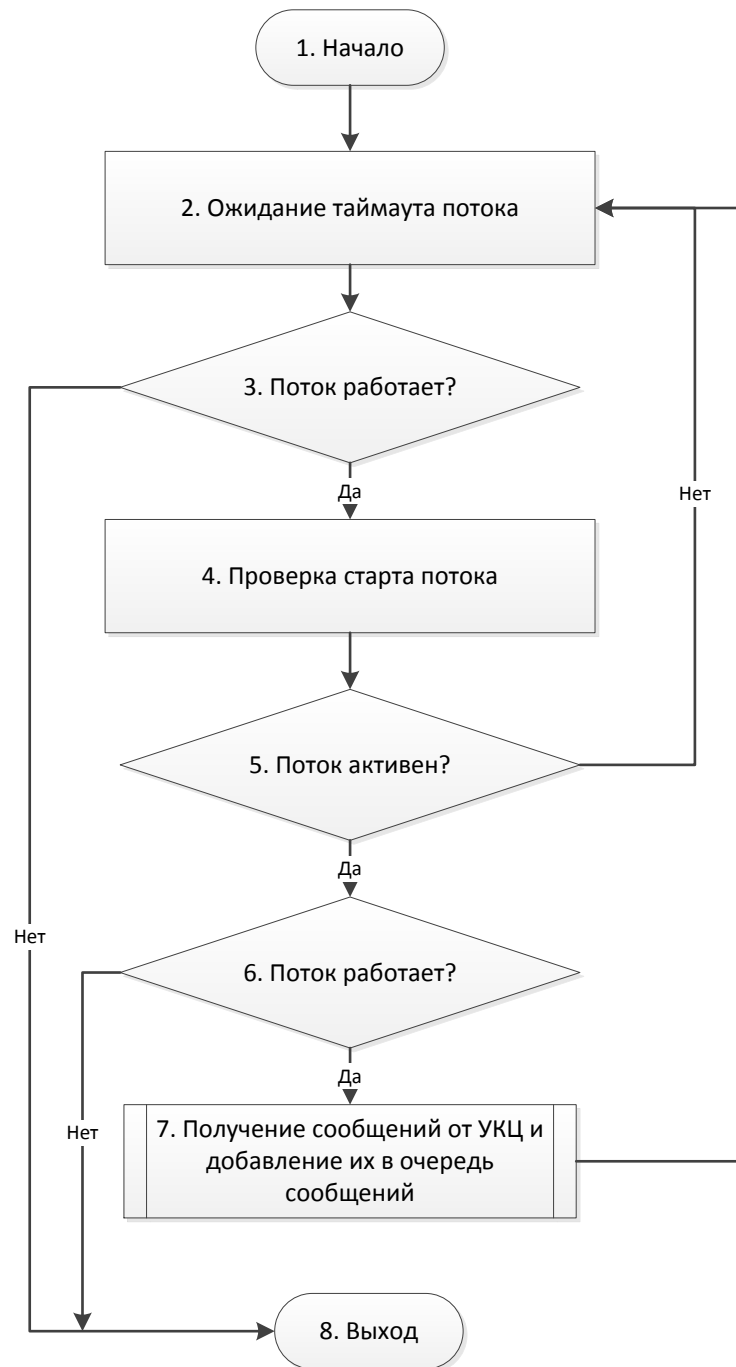 1. Начало
2. Ожидание таймаута потока
3. Поток работает?
Да
Нет
4. Проверка старта потока
5. Поток активен?
Да
Нет
6. Поток работает?
Да
Нет
7. Получение сообщений от УКЦ и
добавление их в очередь
сообщений
8. Выход